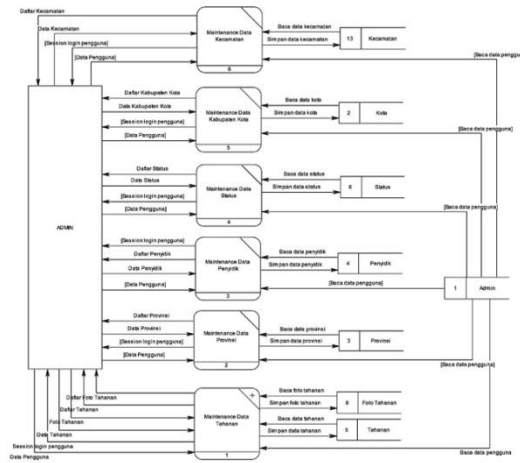 Daftar Kecamatan
Data Kecamatan
[Session login pengguna]
[Data Pengguna]
Maintenance Data
Kecamatan
6
Baca data kecamatan
Simpan data kecamatan
13 Kecamatan
[Baca data pengguna]
Daftar Kabupaten Kota
Data Kabupaten Kota
[Session login pengguna]
[Data Pengguna]
Maintenance Data
Kabupaten Kota
5
Baca data kota
Simpan data kota
2 Kota
[Baca data pengguna]
ADMIN
Daftar Status
Data Status
[Session login pengguna]
[Data Pengguna]
Maintenance Data
Status
4
Baca data status
Simpan data status
6 Status
[Baca data pengguna]
[Session login pengguna]
Daftar Penyidik
Data Penyidik
[Data Pengguna]
Maintenance Data
Penyidik
3
Baca data penyidik
Simpan data penyidik
4 Penyidik
[Baca data pengguna]
1 Admin
Daftar Provinsi
Data Provinsi
[Session login pengguna]
[Data Pengguna]
Maintenance Data
Provinsi
2
Baca data provinsi
Simpan data provinsi
3 Provinsi
[Baca data pengguna]
Daftar Foto Tahanan
Daftar Tahanan
Foto Tahanan
Data Tahanan
Session login pengguna
Data Pengguna
+
Maintenance Data
Tahanan
1
Baca foto tahanan
Simpan foto tahanan
Baca data tahanan
Simpan data tahanan
8 Foto Tahanan
5 Tahanan
Baca data pengguna